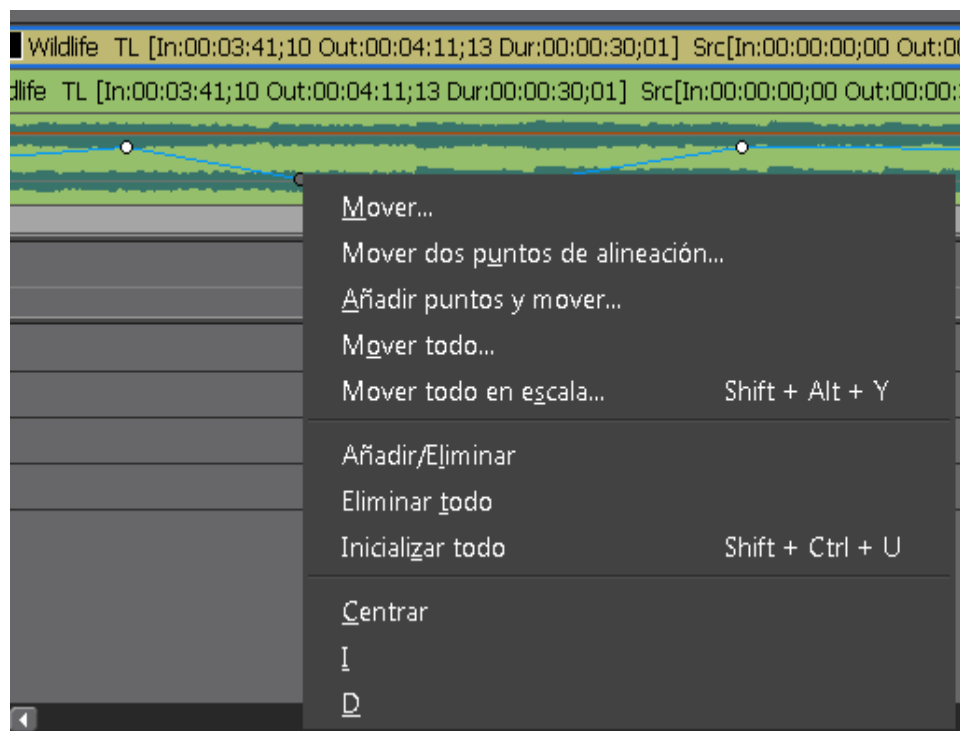 Wildlife TL [In:00:03:41;10 Out:00:04:11;13 Dur:00:00:30;01] Src[In:00:00:00;00 Out:0
dlife TL [In:00:03:41;10 Out:00:04:11;13 Dur:00:00:30;01] Src[In:00:00:00;00 Out:00:00:
Mover...
Mover dos puntos de alineación...
Añadir puntos y mover...
Mover todo...
Mover todo en escala... Shift + Alt + Y
Añadir/Eliminar
Eliminar todo
Inicializar todo Shift + Ctrl + U
Centrar
I
D